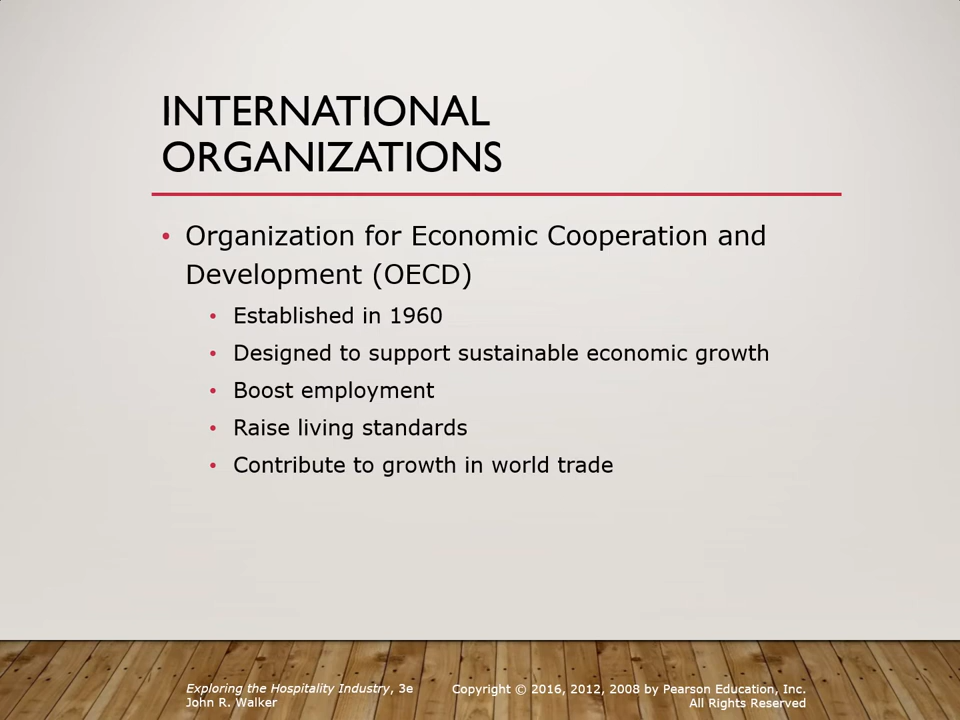 INTERNATIONAL
ORGANIZATIONS
• Organization for Economic Cooperation and
Development (OECD)
• Established in 1960
• Designed to support sustainable economic growth
• Boost employment
• Raise living standards
• Contribute to growth in world trade
Exploring the Hospitality Industry, 3e
John R. Walker
Copyright © 2016, 2012, 2008 by Pearson Education, Inc.
All Rights Reserved